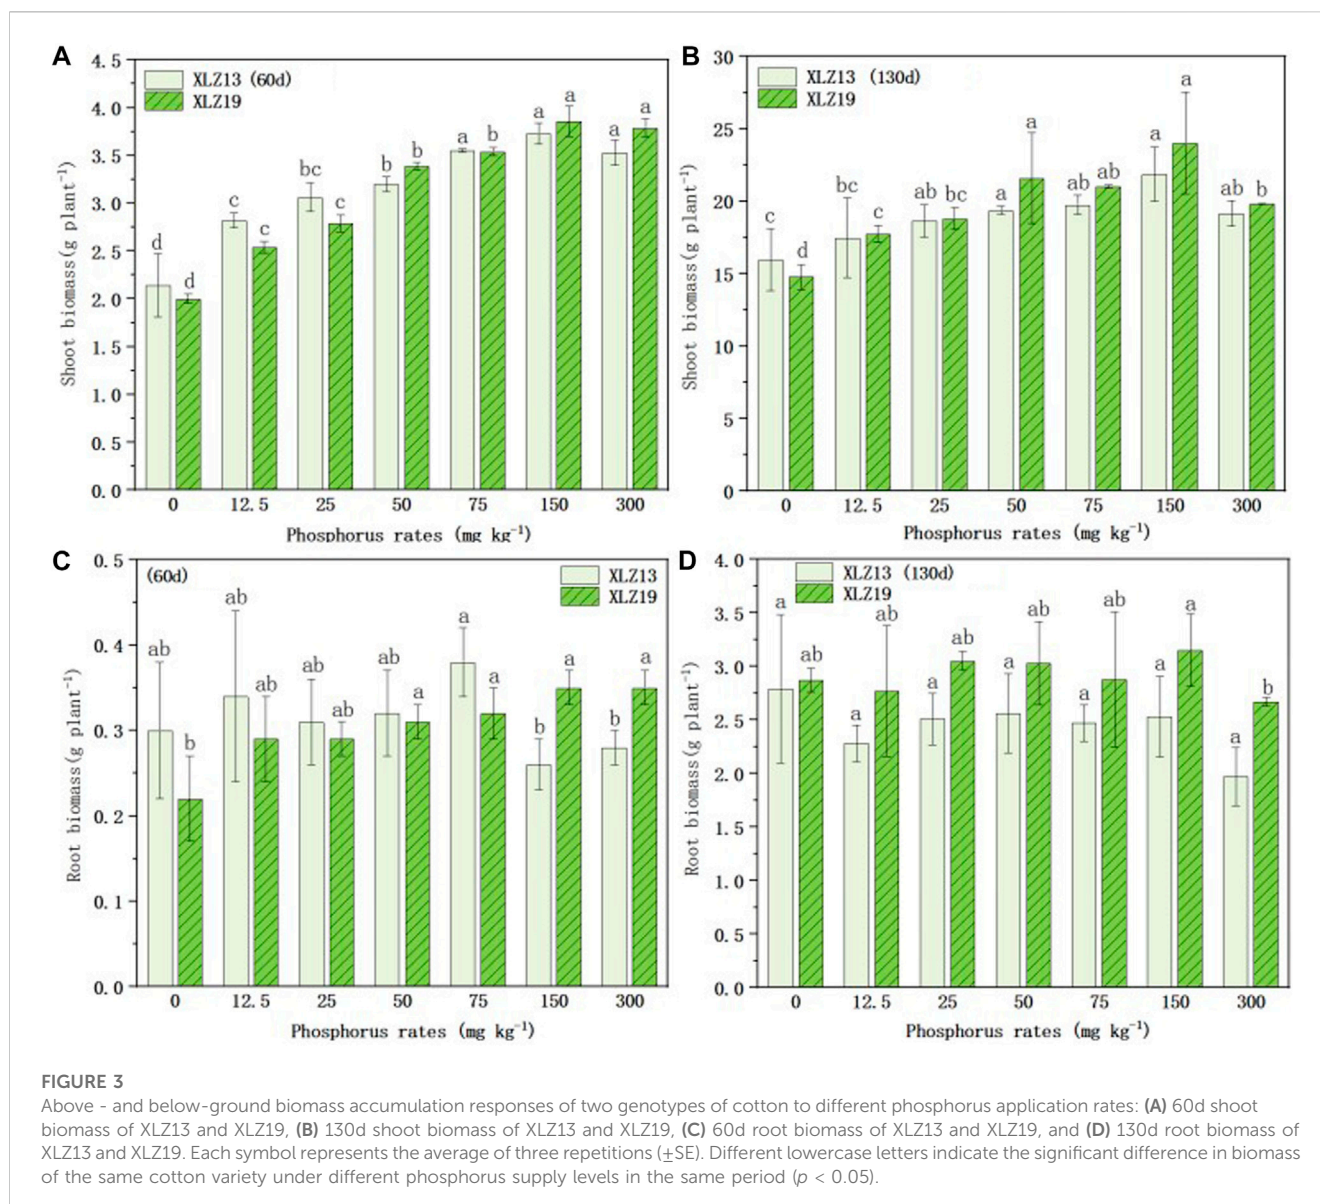 A
4.5
4.0
3.5
3.0
2.5
2.0
1.5
1.0
0.5
0.0
Shoot biomass(g plant⁻¹)
XLZ13 (60d)
XLZ19
d d c c bc c b b a b a a a a
0 12.5 25 50 75 150 300
Phosphorus rates (mg kg⁻¹)
B
30
25
20
15
10
5
0
Shoot biomass(g plant⁻¹)
XLZ13 (130d)
XLZ19
c d bc c ab bc a a ab ab a a ab b
0 12.5 25 50 75 150 300
Phosphorus rates (mg kg⁻¹)
C
0.5
0.4
0.3
0.2
0.1
0.0
Root biomass(g plant⁻¹)
(60d)
XLZ13
XLZ19
ab b ab ab ab ab ab a a a b a b a
0 12.5 25 50 75 150 300
Phosphorus rates (mg kg⁻¹)
D
4.0
3.5
3.0
2.5
2.0
1.5
1.0
0.5
0.0
Root biomass(g plant⁻¹)
XLZ13 (130d)
XLZ19
a ab a ab a ab a ab a ab a a a b
0 12.5 25 50 75 150 300
Phosphorus rates (mg kg⁻¹)
FIGURE 3
Above - and below-ground biomass accumulation responses of two genotypes of cotton to different phosphorus application rates: (A) 60d shoot
biomass of XLZ13 and XLZ19, (B) 130d shoot biomass of XLZ13 and XLZ19, (C) 60d root biomass of XLZ13 and XLZ19, and (D) 130d root biomass of
XLZ13 and XLZ19. Each symbol represents the average of three repetitions (±SE). Different lowercase letters indicate the significant difference in biomass
of the same cotton variety under different phosphorus supply levels in the same period (p < 0.05).